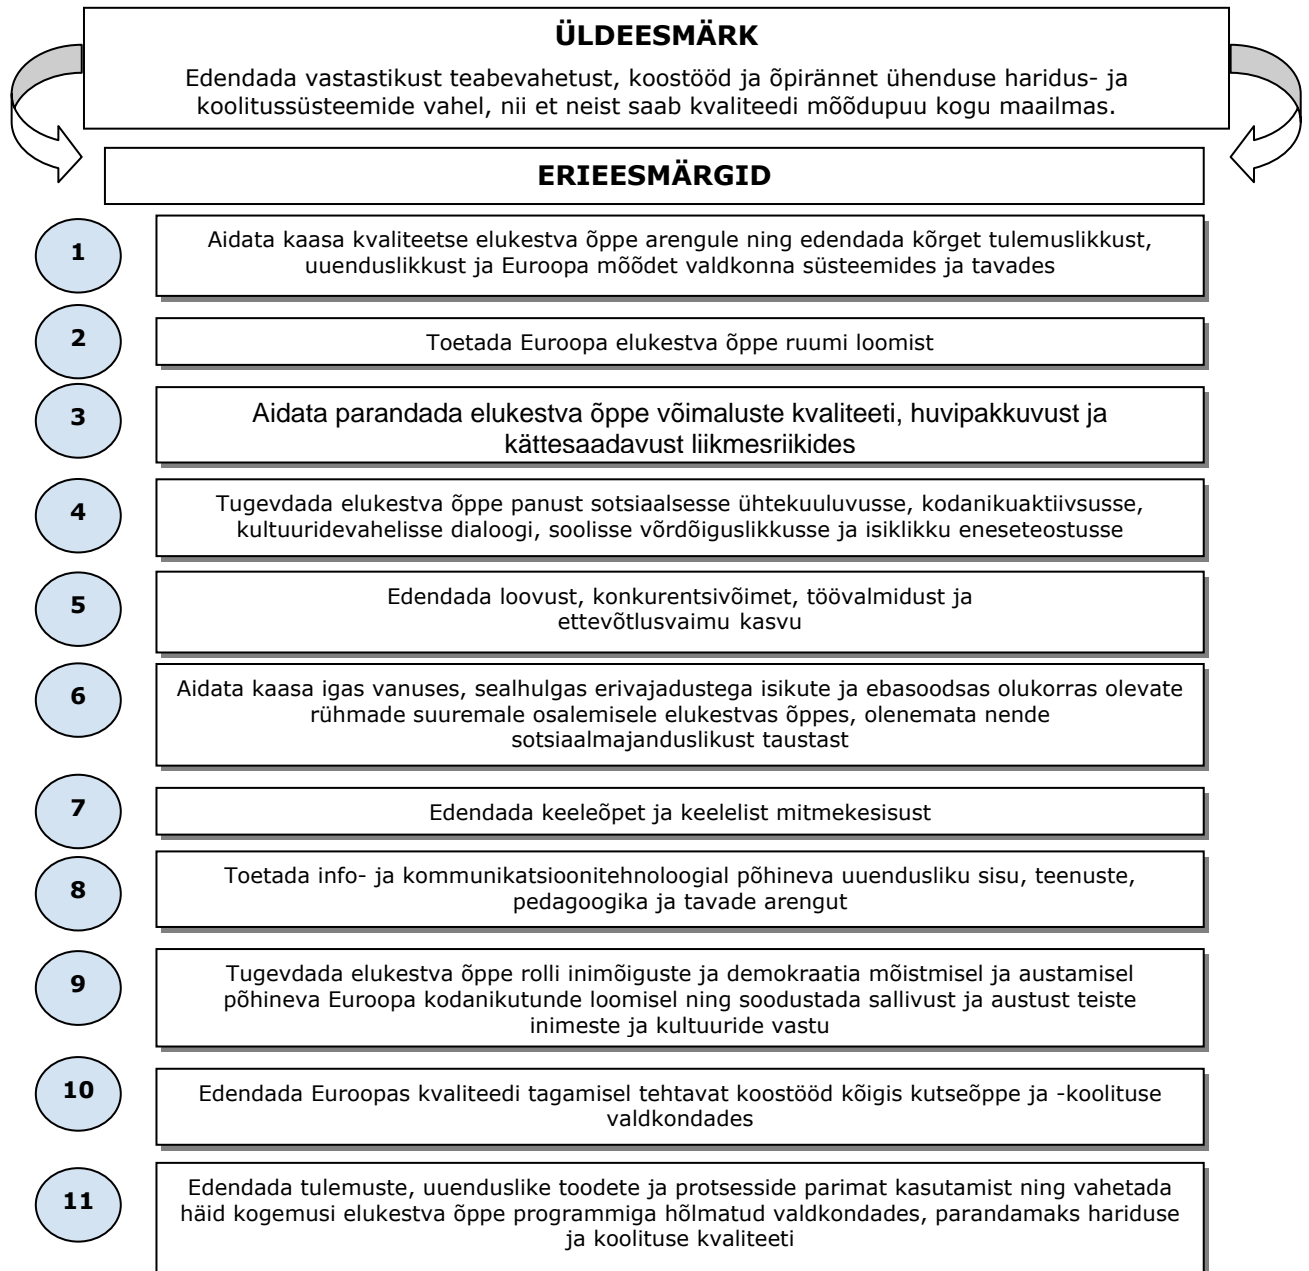 ÜLDEESMÄRK
Edendada vastastikust teabevahetust, koostööd ja õpirännet ühenduse haridus- ja
koolitussüsteemide vahel, nii et neist saab kvaliteedi mõõdupuu kogu maailmas.
ERIEESMÄRGID
1
Aidata kaasa kvaliteetse elukestva õppe arengule ning edendada kõrget tulemuslikkust,
uuenduslikkust ja Euroopa mõõdet valdkonna süsteemides ja tavades
2
Toetada Euroopa elukestva õppe ruumi loomist
3
Aidata parandada elukestva õppe võimaluste kvaliteeti, huvipakkuvust ja
kättesaadavust liikmesriikides
4
Tugevdada elukestva õppe panust sotsiaalsesse ühtekuuluvusse, kodanikuaktiivsusse,
kultuuridevahelisse dialoogi, soolisse võrdõiguslikkusse ja isiklikku eneseteostusse
5
Edendada loovust, konkurentsivõimet, töövalmidust ja
ettevõtlusvaimu kasvu
6
Aidata kaasa igas vanuses, sealhulgas erivajadustega isikute ja ebasoodsas olukorras olevate
rühmade suuremale osalemisele elukestvas õppes, olenemata nende
sotsiaalmajanduslikust taustast
7
Edendada keeleõpet ja keelelist mitmekesisust
8
Toetada info- ja kommunikatsioonitehnoloogial põhineva uuendusliku sisu, teenuste,
pedagoogika ja tavade arengut
9
Tugevdada elukestva õppe rolli inimõiguste ja demokraatia mõistmisel ja austamisel
põhineva Euroopa kodanikutunde loomisel ning soodustada sallivust ja austust teiste
inimeste ja kultuuride vastu
10
Edendada Euroopas kvaliteedi tagamisel tehtavat koostööd kõigis kutseõppe ja -koolituse
valdkondades
11
Edendada tulemuste, uuenduslike toodete ja protsesside parimat kasutamist ning vahetada
häid kogemusi elukestva õppe programmiga hõlmatud valdkondades, parandamaks hariduse
ja koolituse kvaliteeti